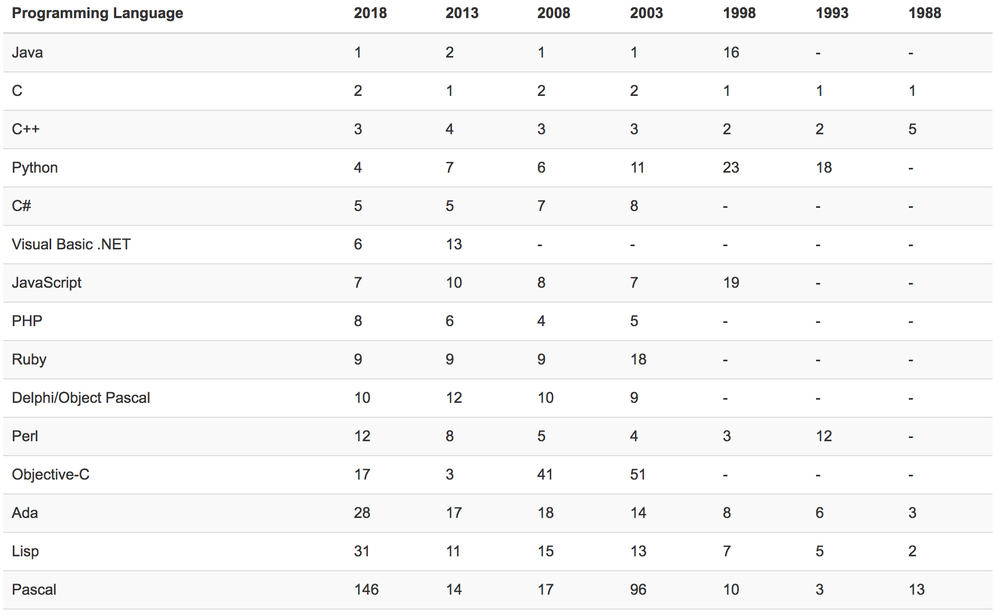 Programming Language 2018 2013 2008 2003 1998 1993 1988
Java 1 2 1 1 16 - -
C 2 1 2 2 1 1 1
C++ 3 4 3 3 2 2 5
Python 4 7 6 11 23 18 -
C# 5 5 7 8 - - -
Visual Basic .NET 6 13 - - - - -
JavaScript 7 10 8 7 19 - -
PHP 8 6 4 5 - - -
Ruby 9 9 9 18 - - -
Delphi/Object Pascal 10 12 10 9 - - -
Perl 12 8 5 4 3 12 -
Objective-C 17 3 41 51 - - -
Ada 28 17 18 14 8 6 3
Lisp 31 11 15 13 7 5 2
Pascal 146 14 17 96 10 3 13